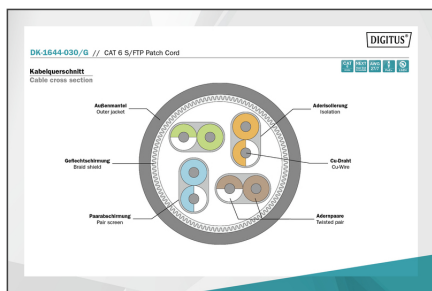 DIGITUS®
DK-1644-030/G // CAT 6 S/FTP Patch Cord
Kabelquerschnitt
Cable cross section
Außenmantel
Outer jacket
Aderisolierung
Isolation
Geflechtschirmung
Braid shield
Cu-Draht
Cu-Wire
Paarabschirmung
Pair screen
Adernpaare
Twisted pair